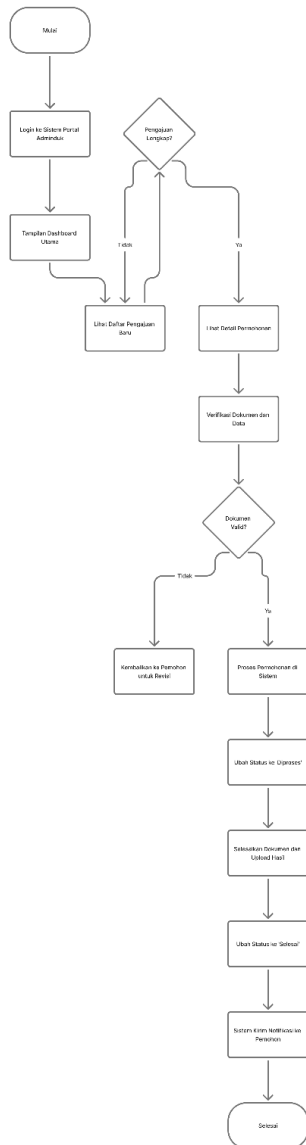 Mulai
Login ke Sistem Portal
Adminduk
Pengajuan
Lengkap?
Tampilan Dashboard
Utama
Tidak
Ya
Lihat Daftar Pengajuan
Baru
Lihat Detail Permohonan
Verifikasi Dokumen dan
Data
Dokumen
Valid?
Tidak
Ya
Kembalikan ke Pemohon
untuk Revisi
Proses Permohonan di
Sistem
Ubah Status ke 'Diproses'
Selesaikan Dokumen dan
Upload Hasil
Ubah Status ke 'Selesai'
Sistem Kirim Notifikasi ke
Pemohon
Selesai